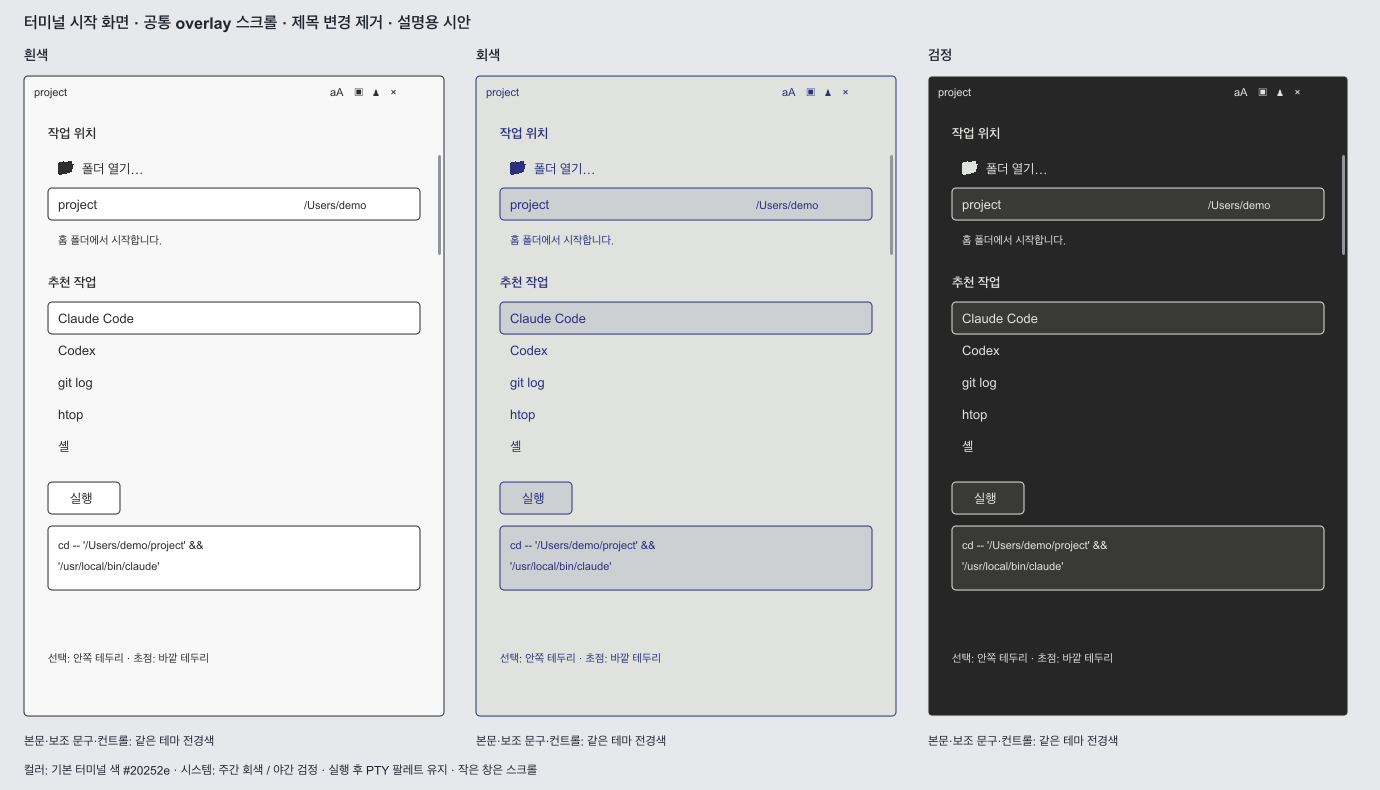 터미널 시작 화면 · 공통 overlay 스크롤 · 제목 변경 제거 · 설명용 시안
흰색
project aA ▣ ♟ ×
작업 위치
폴더 열기…
project /Users/demo
홈 폴더에서 시작합니다.
추천 작업
Claude Code
Codex
git log
htop
셸
실행
cd -- '/Users/demo/project' &&
'/usr/local/bin/claude'
선택: 안쪽 테두리 · 초점: 바깥 테두리
본문·보조 문구·컨트롤: 같은 테마 전경색
회색
project aA ▣ ♟ ×
작업 위치
폴더 열기…
project /Users/demo
홈 폴더에서 시작합니다.
추천 작업
Claude Code
Codex
git log
htop
셸
실행
cd -- '/Users/demo/project' &&
'/usr/local/bin/claude'
선택: 안쪽 테두리 · 초점: 바깥 테두리
본문·보조 문구·컨트롤: 같은 테마 전경색
검정
project aA ▣ ♟ ×
작업 위치
폴더 열기…
project /Users/demo
홈 폴더에서 시작합니다.
추천 작업
Claude Code
Codex
git log
htop
셸
실행
cd -- '/Users/demo/project' &&
'/usr/local/bin/claude'
선택: 안쪽 테두리 · 초점: 바깥 테두리
본문·보조 문구·컨트롤: 같은 테마 전경색
컬러: 기본 터미널 색 #20252e · 시스템: 주간 회색 / 야간 검정 · 실행 후 PTY 팔레트 유지 · 작은 창은 스크롤